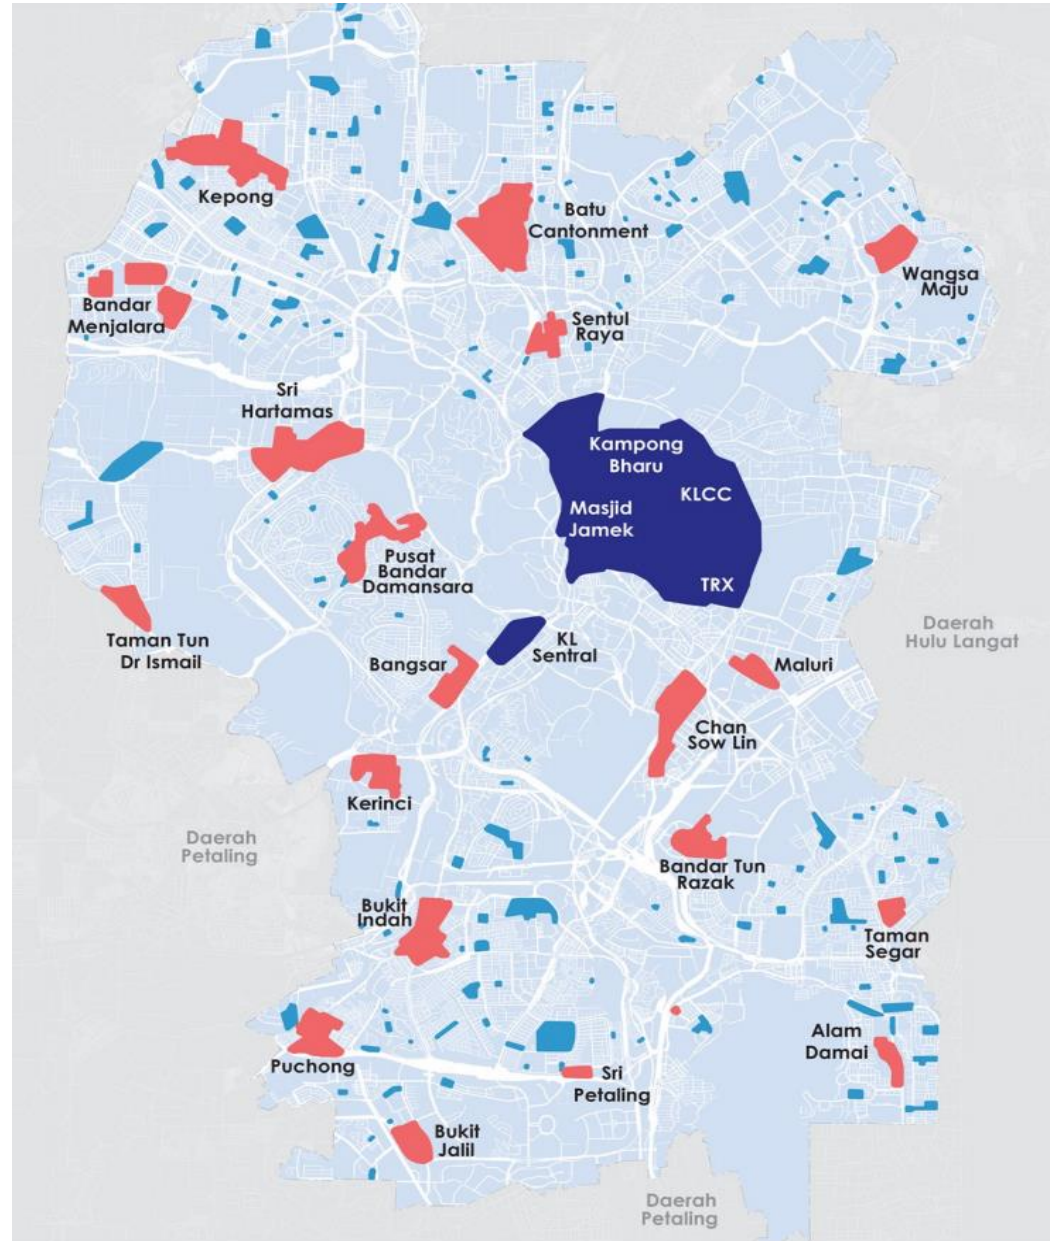 Kepong
Batu
Cantonment
Wangsa
Maju
Bandar
Menjalara
Sentul
Raya
Sri
Hartamas
Kampong
Bharu
KLCC
Masjid
Jamek
Pusat
Bandar
Damansara
TRX
Taman Tun
Dr Ismail
Bangsar
KL
Sentral
Daerah
Hulu Langat
Maluri
Chan
Sow Lin
Kerinci
Daerah
Petaling
Bandar Tun
Razak
Bukit
Indah
Taman
Segar
Alam
Damai
Puchong
Sri
Petaling
Bukit
Jalil
Daerah
Petaling